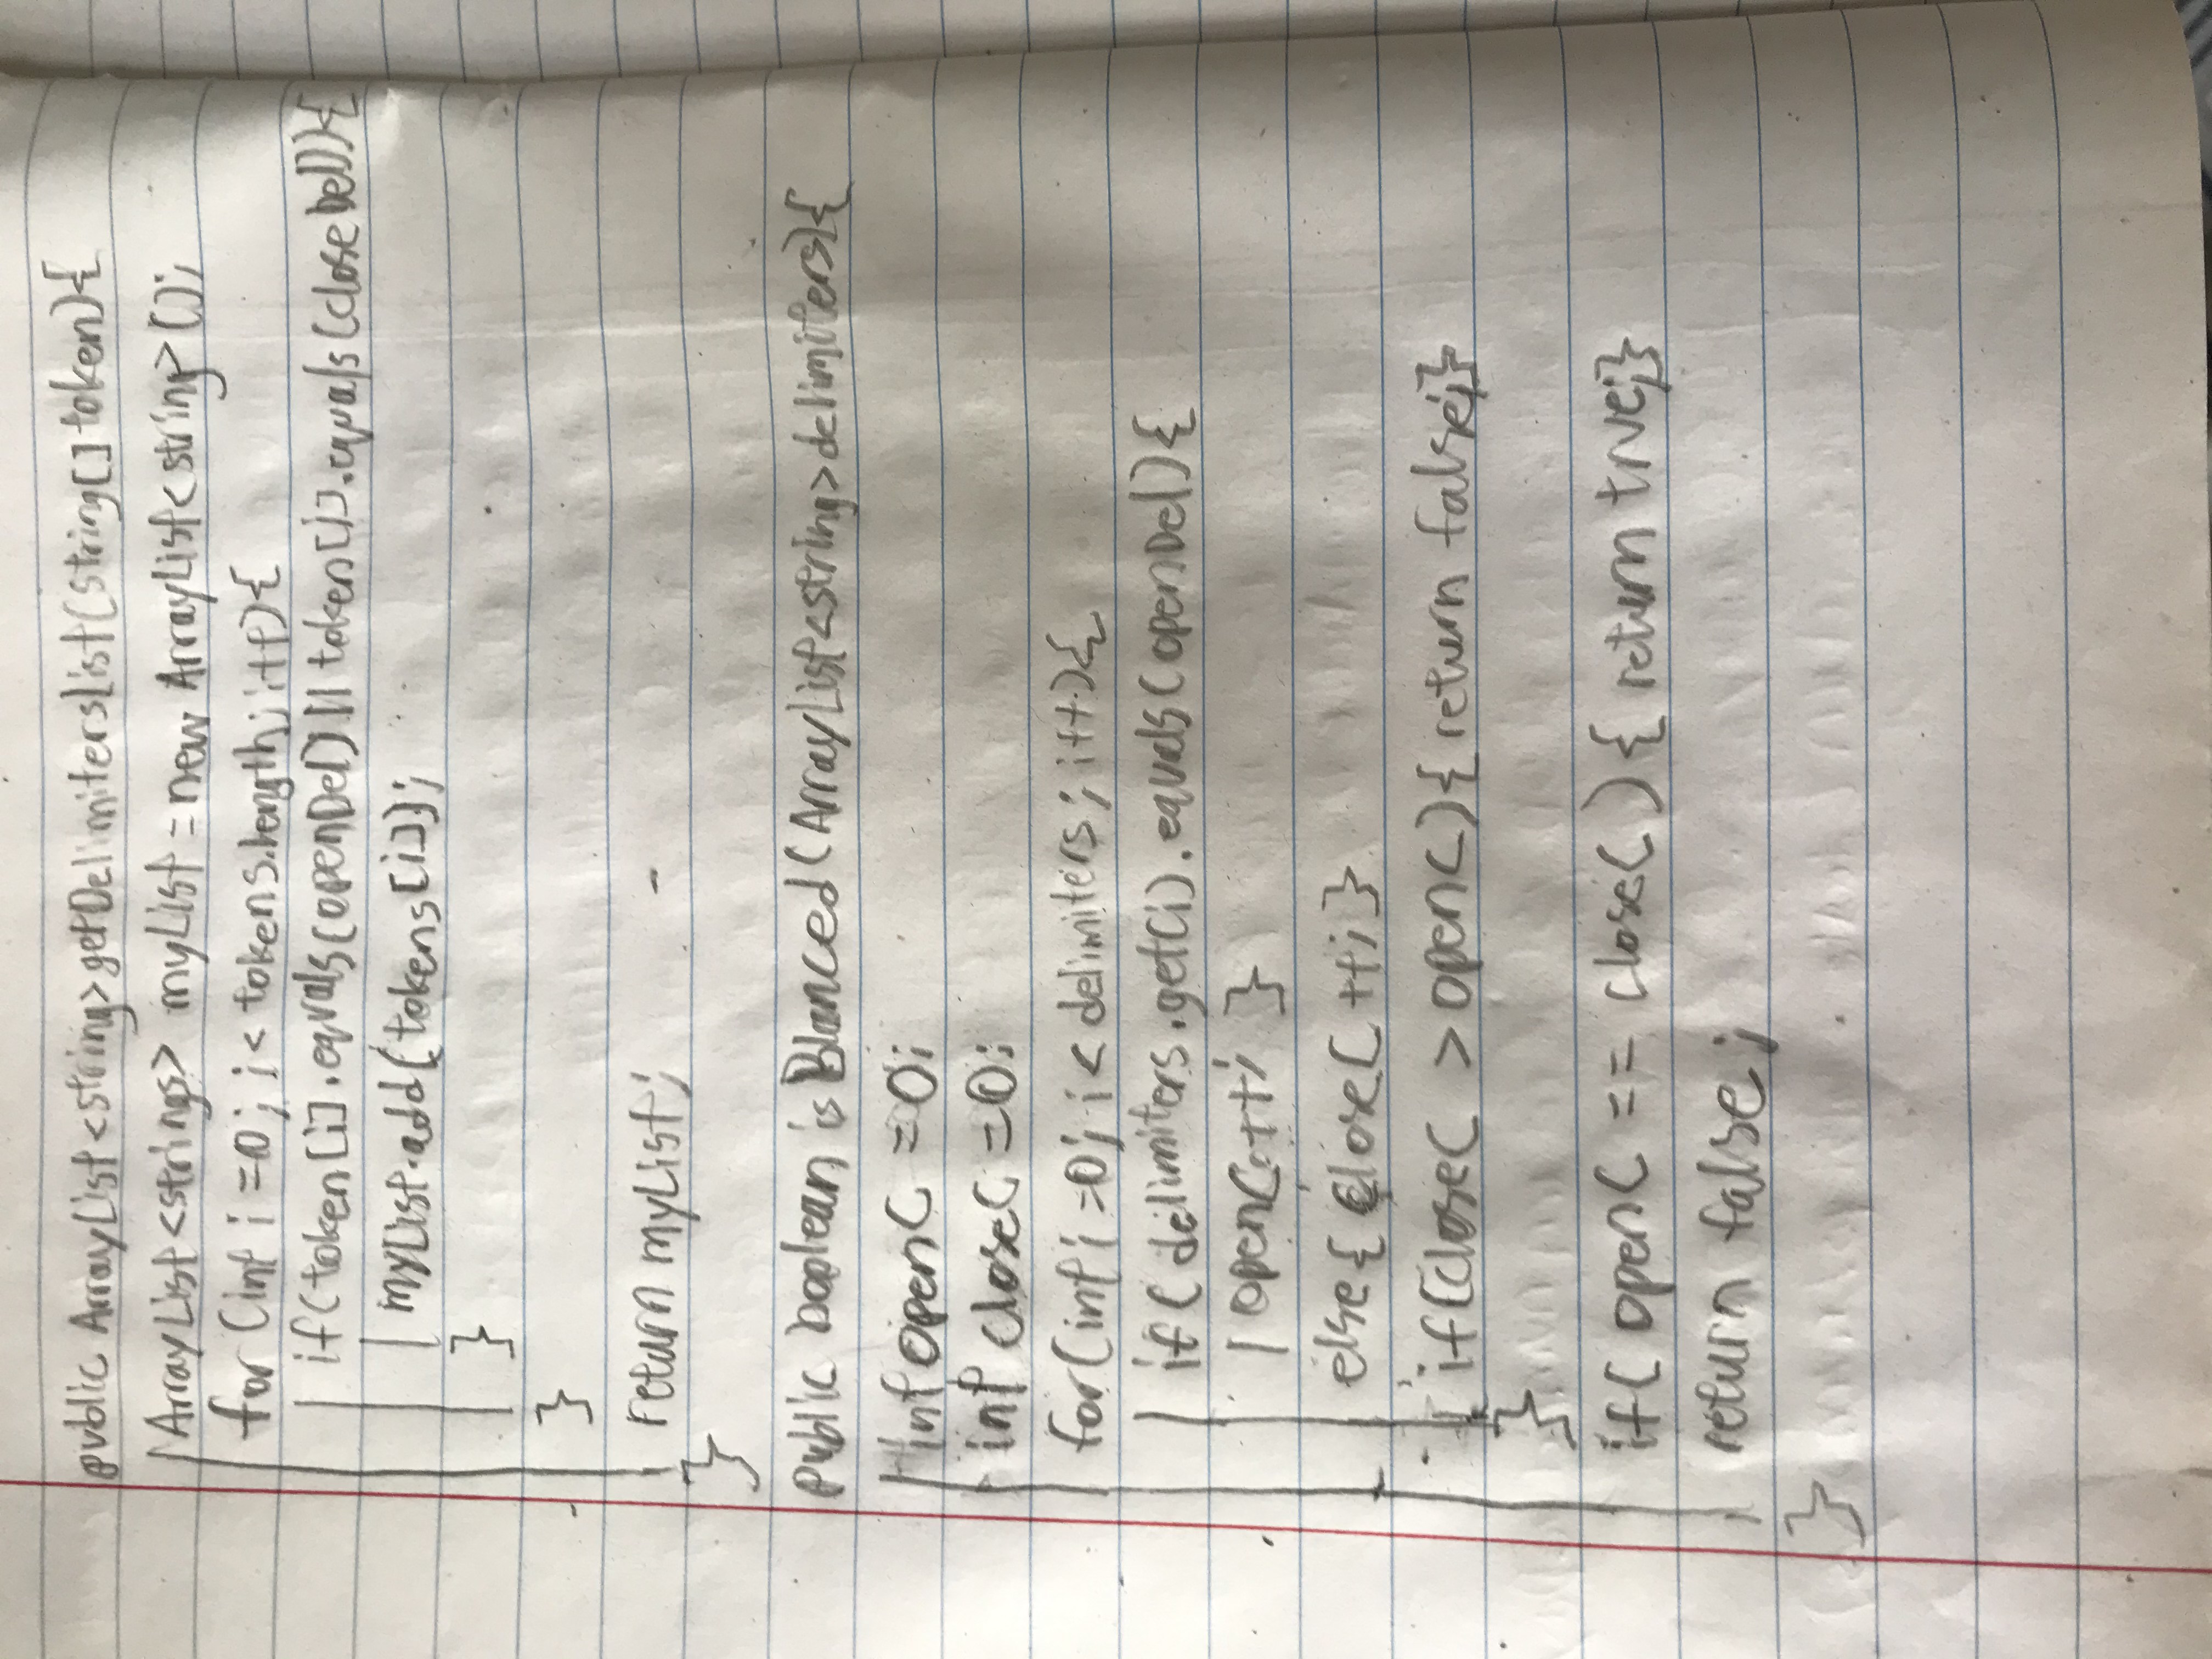 public ArrayList<string>getDelimitersList(string[] token){
ArrayList<strings> myList = new ArrayList<string>();
for (int i =0; i< tokens.length; i++){
if(token[i].equals(openDel) || token[i].equals(closeDel)){
myList.add(tokens[i]);
}
}
return myList;
}
public boolean isBlanced(ArrayList<string>delimiters){
int openC =0;
int closeC =0;
for(int i =0; i< delimiters; i++){
if( delimiters.get(i).equals(openDel){
openC++; }
else{ closeC ++; }
if(closeC > openC){ return false;}
}
if( openC == closeC ){ return true;}
return false;
}